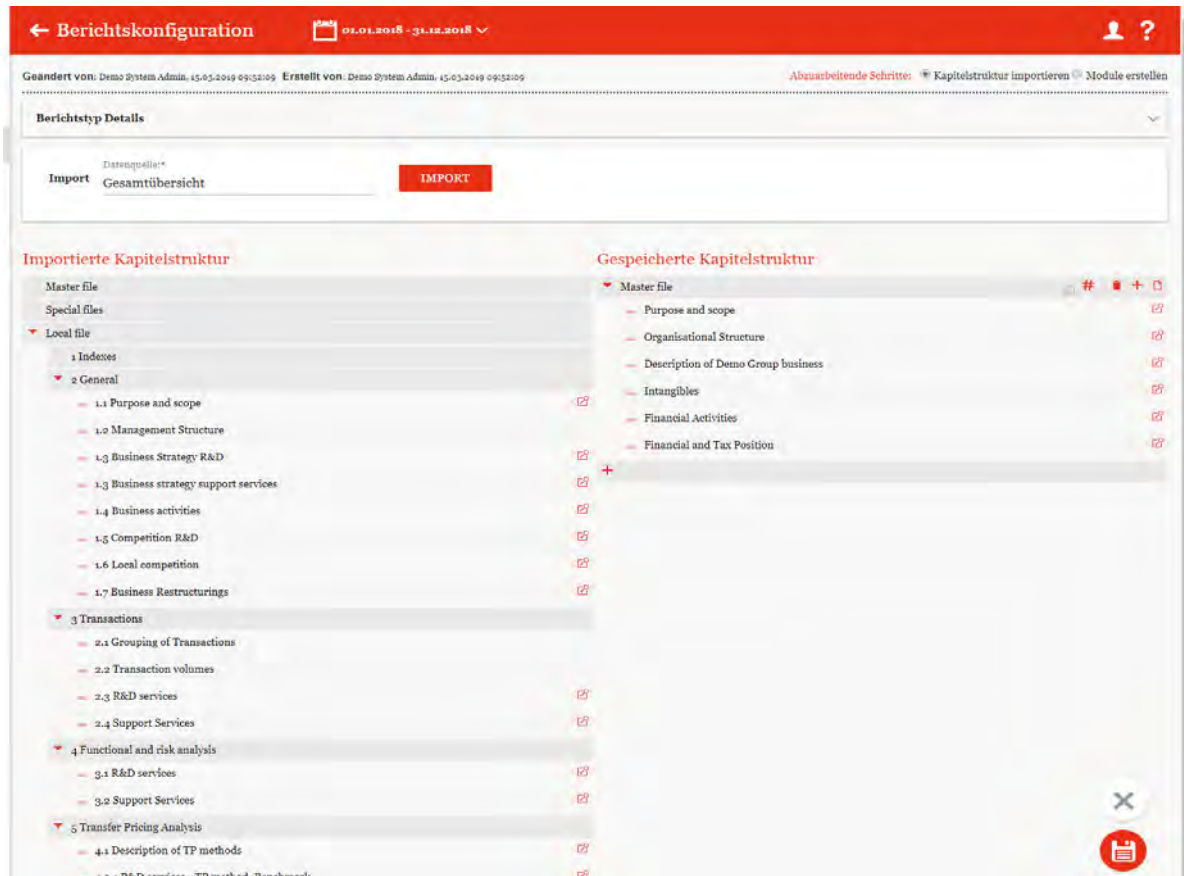 ← Berichtskonfiguration 01.01.2018 - 31.12.2018
?
Geändert von: Demo System Admin, 15.03.2019 09:52:09 Erstellt von: Demo System Admin, 15.03.2019 09:52:09
Abzuarbeitende Schritte: Kapitelstruktur importieren Module erstellen
Berichtstyp Details
Datenquelle:*
Import Gesamtübersicht IMPORT
Importierte Kapitelstruktur
Master file
Special files
Local file
1 Indexes
2 General
1.1 Purpose and scope
1.2 Management Structure
1.3 Business Strategy R&D
1.3 Business strategy support services
1.4 Business activities
1.5 Competition R&D
1.6 Local competition
1.7 Business Restructurings
3 Transactions
2.1 Grouping of Transactions
2.2 Transaction volumes
2.3 R&D services
2.4 Support Services
4 Functional and risk analysis
3.1 R&D services
3.2 Support Services
5 Transfer Pricing Analysis
4.1 Description of TP methods
Gespeicherte Kapitelstruktur
Master file #
Purpose and scope
Organisational Structure
Description of Demo Group business
Intangibles
Financial Activities
Financial and Tax Position